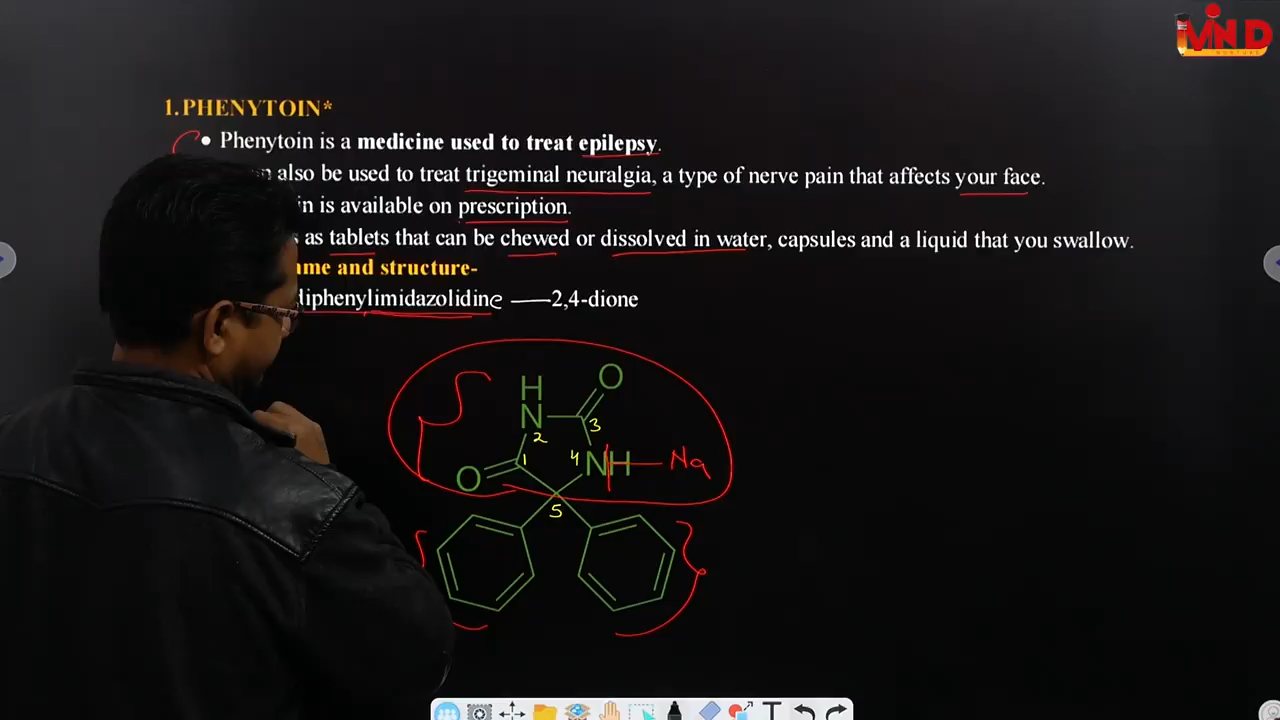 MIND
1.PHENYTOIN*
• Phenytoin is a medicine used to treat epilepsy.
also be used to treat trigeminal neuralgia, a type of nerve pain that affects your face.
in is available on prescription.
as tablets that can be chewed or dissolved in water, capsules and a liquid that you swallow.
me and structure-
diphenylimidazolidine —2,4-dione
H
O
N
2
3
O
1
4
NH
Na
5
T